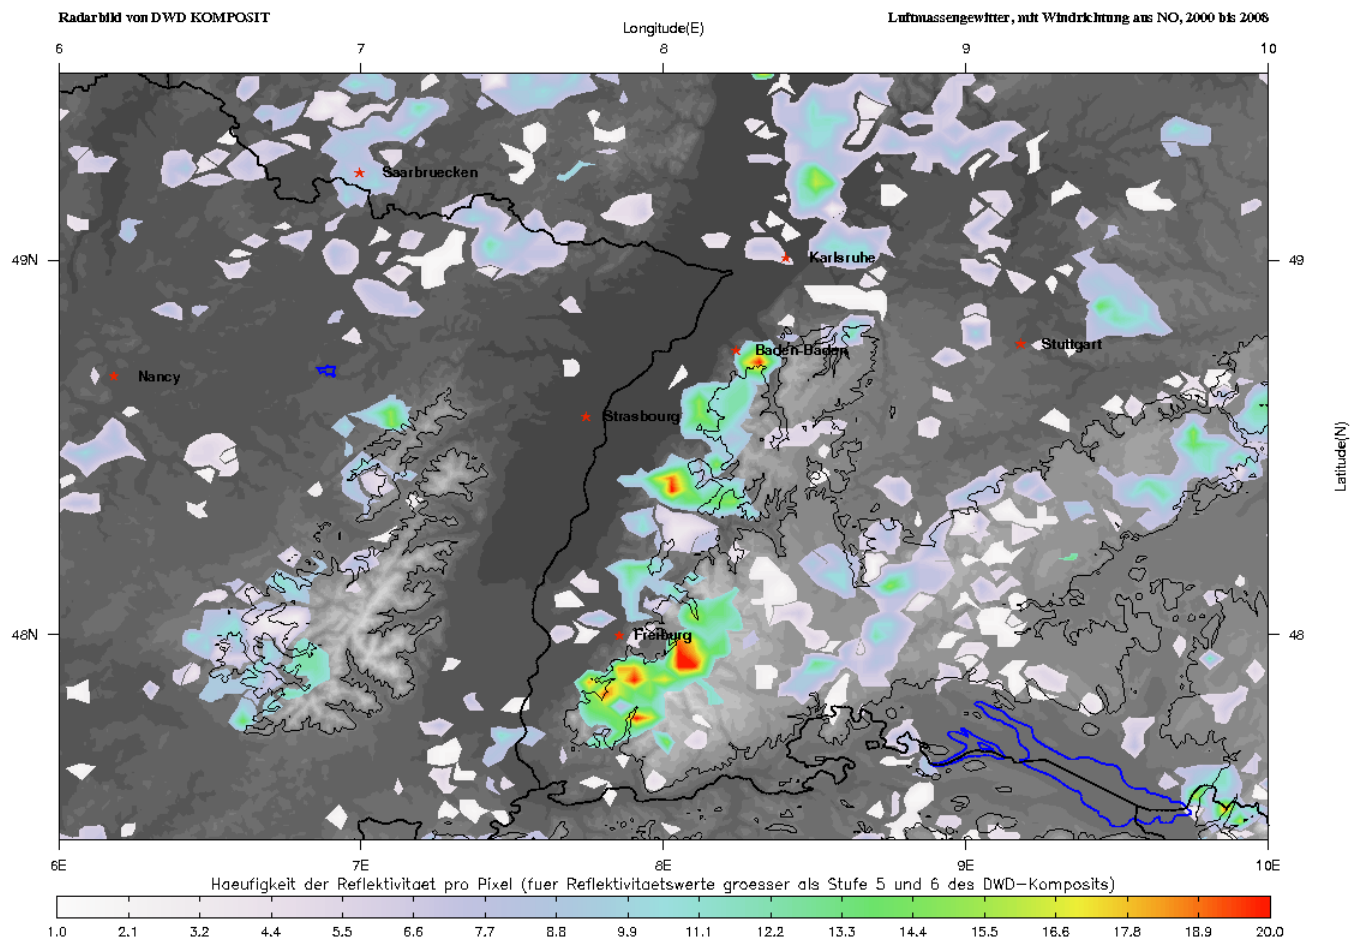 Radarbild von DWD KOMPOSIT
Luftmassengewitter, mit Windrichtung aus NO, 2000 bis 2008
Longitude(E)
6 7 8 9 10
Saarbruecken
49N
Karlsruhe
49
Baden-Baden
Stuttgart
Nancy
Strasbourg
Latitude(N)
48N
Freiburg
48
6E 7E 8E 9E 10E
Haeufigkeit der Reflektivitaet pro Pixel (fuer Reflektivitaetswerte groesser als Stufe 5 und 6 des DWD-Komposits)
1.0 2.1 3.2 4.4 5.5 6.6 7.7 8.8 9.9 11.1 12.2 13.3 14.4 15.5 16.6 17.8 18.9 20.0